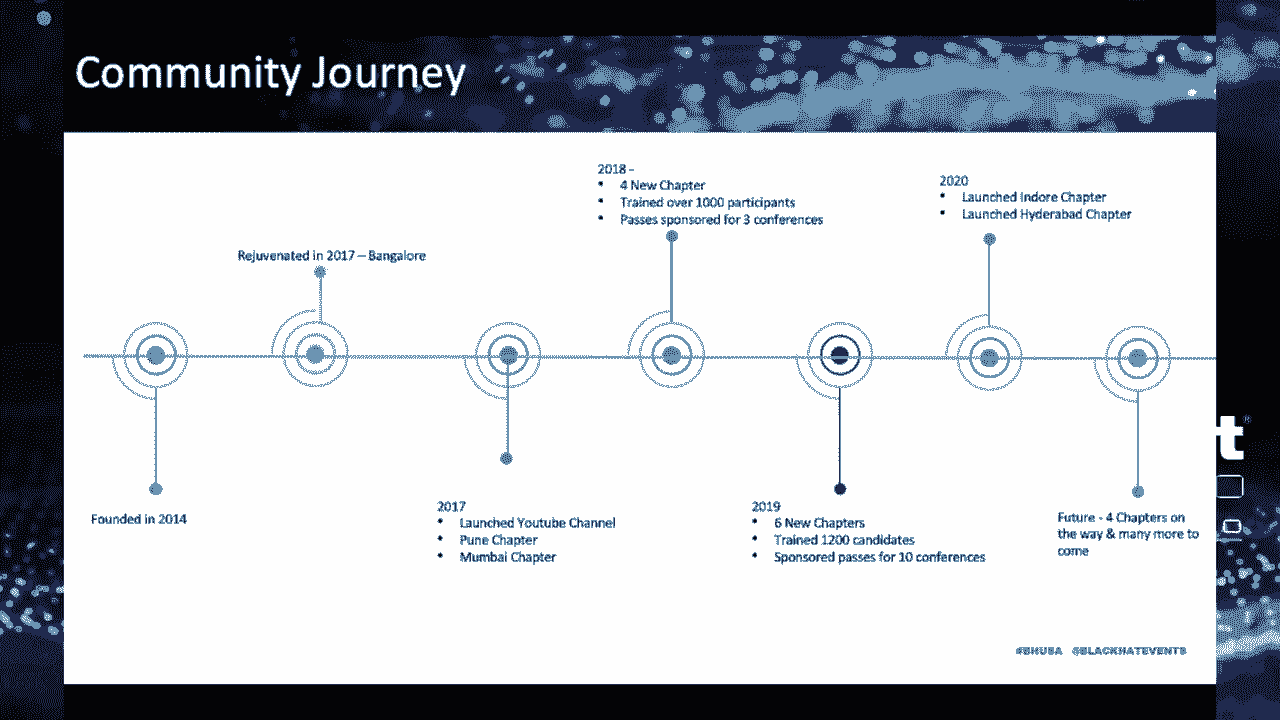 Community Journey
2018 -
• 4 New Chapter
• Trained over 1000 participants
• Passes sponsored for 3 conferences
2020
• Launched Indore Chapter
• Launched Hyderabad Chapter
Rejuvenated in 2017 – Bangalore
Founded in 2014
2017
• Launched Youtube Channel
• Pune Chapter
• Mumbai Chapter
2019
• 6 New Chapters
• Trained 1200 candidates
• Sponsored passes for 10 conferences
Future - 4 Chapters on
the way & many more to
come
t
#BHUSA @BLACKHATEVENTS